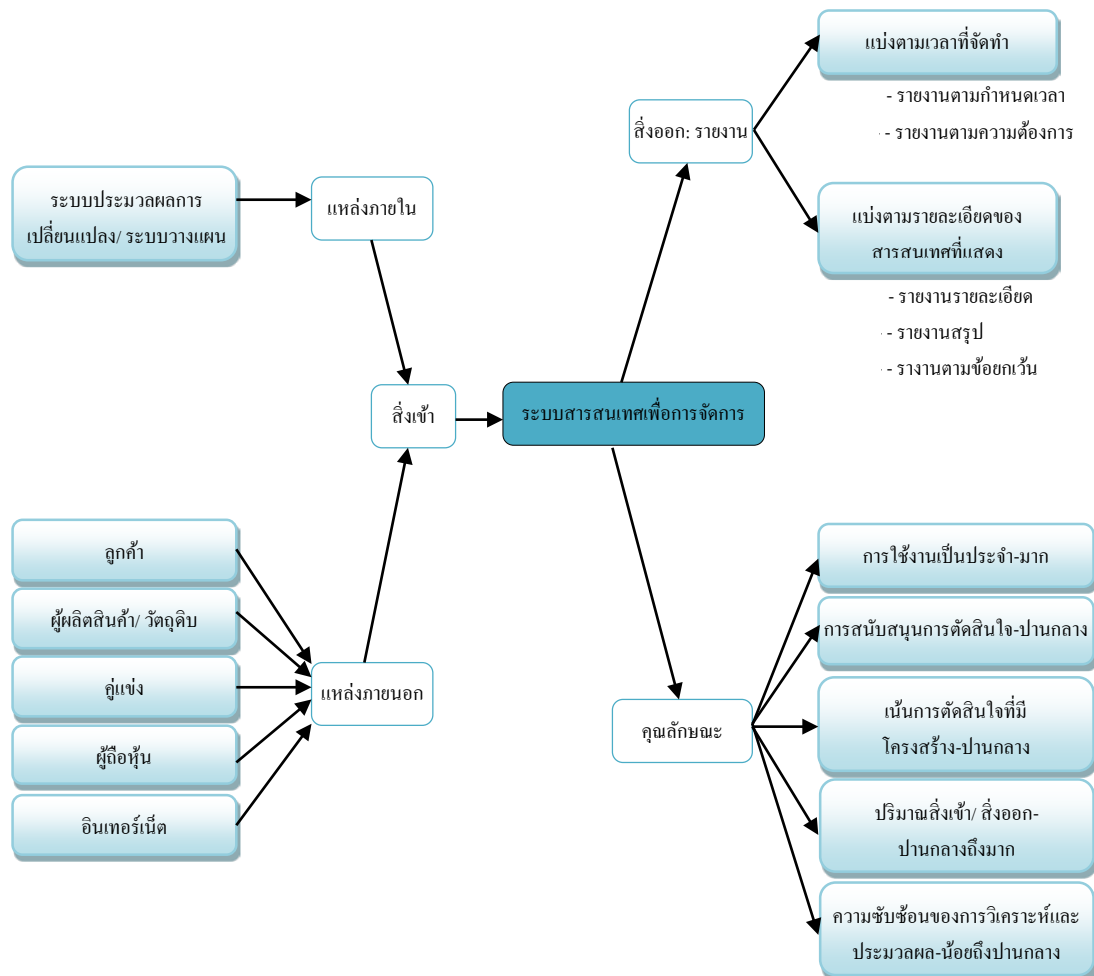 แบ่งตามเวลาที่จัดทำ
- รายงานตามกำหนดเวลา
- รายงานตามความต้องการ
สิ่งออก: รายงาน
ระบบประมวลผลการ
เปลี่ยนแปลง/ ระบบวางแผน
แหล่งภายใน
แบ่งตามรายละเอียดของ
สารสนเทศที่แสดง
- รายงานรายละเอียด
- รายงานสรุป
- รางานตามข้อยกเว้น
สิ่งเข้า
ระบบสารสนเทศเพื่อการจัดการ
ลูกค้า
ผู้ผลิตสินค้า/ วัตถุดิบ
คู่แข่ง
ผู้ถือหุ้น
อินเทอร์เน็ต
แหล่งภายนอก
คุณลักษณะ
การใช้งานเป็นประจำ-มาก
การสนับสนุนการตัดสินใจ-ปานกลาง
เน้นการตัดสินใจที่มี
โครงสร้าง-ปานกลาง
ปริมาณสิ่งเข้า/ สิ่งออก-
ปานกลางถึงมาก
ความซับซ้อนของการวิเคราะห์และ
ประมวลผล-น้อยถึงปานกลาง